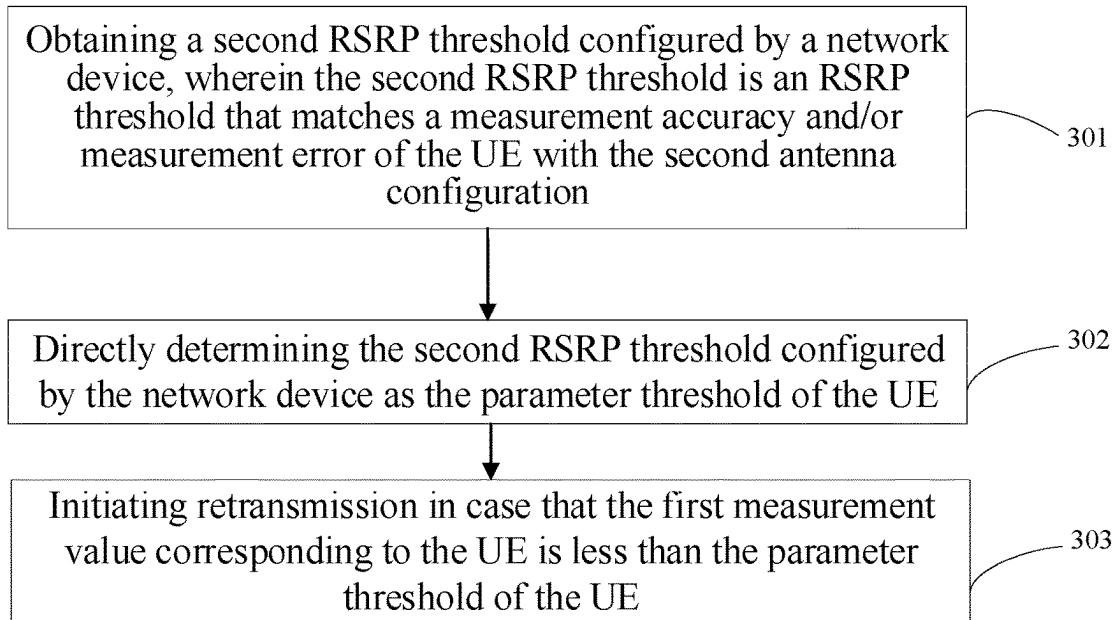 Obtaining a second RSRP threshold configured by a network
device, wherein the second RSRP threshold is an RSRP
threshold that matches a measurement accuracy and/or
measurement error of the UE with the second antenna
configuration
301
Directly determining the second RSRP threshold configured
by the network device as the parameter threshold of the UE
302
Initiating retransmission in case that the first measurement
value corresponding to the UE is less than the parameter
threshold of the UE
303